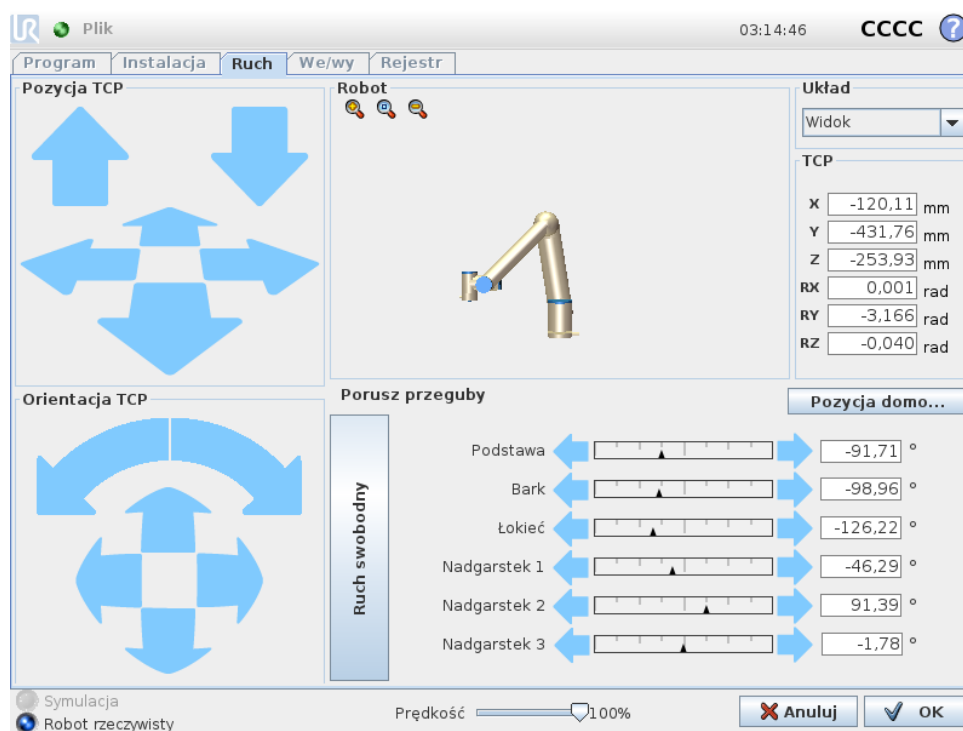 UR Plik 03:14:46 CCCC ?
Program Instalacja Ruch We/wy Rejestr
Pozycja TCP
Robot
Układ
Widok
TCP
X -120,11 mm
Y -431,76 mm
Z -253,93 mm
RX 0,001 rad
RY -3,166 rad
RZ -0,040 rad
Orientacja TCP
Porusz przeguby
Pozycja domo...
Ruch swobodny
Podstawa -91,71 °
Bark -98,96 °
Łokieć -126,22 °
Nadgarstek 1 -46,29 °
Nadgarstek 2 91,39 °
Nadgarstek 3 -1,78 °
Symulacja
Robot rzeczywisty
Prędkość 100%
Anuluj
OK